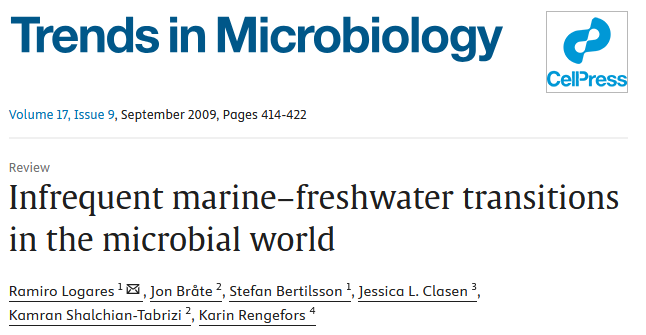 Trends in Microbiology
CellPress
Volume 17, Issue 9, September 2009, Pages 414-422
Review
Infrequent marine–freshwater transitions
in the microbial world
Ramiro Logares 1, Jon Bråte 2, Stefan Bertilsson 1, Jessica L. Clasen 3,
Kamran Shalchian-Tabrizi 2, Karin Rengefors 4